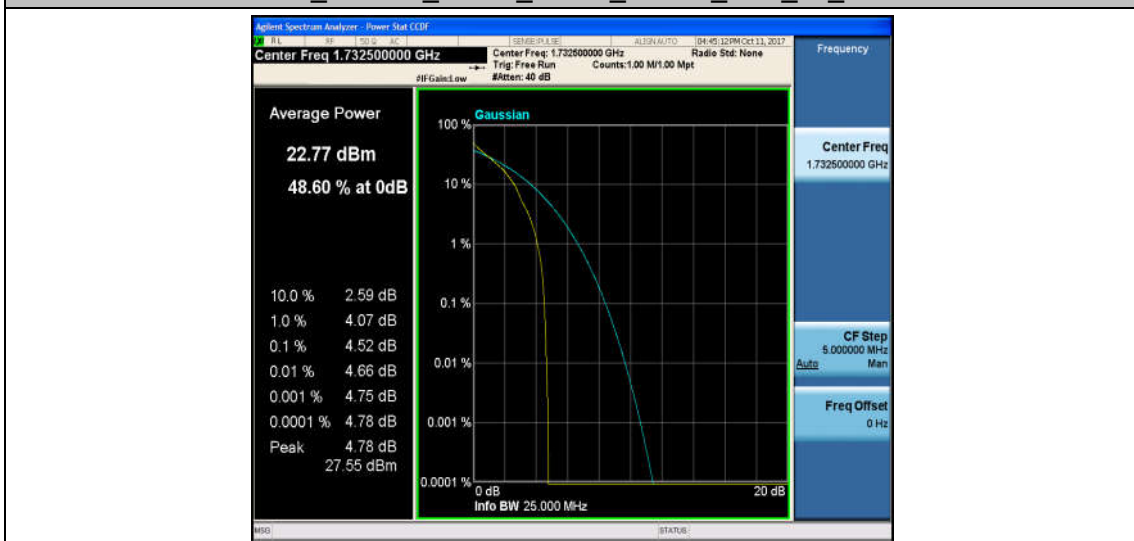 Agilent Spectrum Analyzer - Power Stat CCDF
RL RF 50 Ω AC SENSE:PULSE ALIGN AUTO 04:45:12 PM Oct 11, 2017
Center Freq 1.732500000 GHz
Center Freq: 1.732500000 GHz Radio Std: None
Trig: Free Run Counts:1.00 M/1.00 Mpt
#IFGain:Low #Atten: 40 dB
Frequency
Average Power
22.77 dBm
48.60 % at 0dB
10.0 % 2.59 dB
1.0 % 4.07 dB
0.1 % 4.52 dB
0.01 % 4.66 dB
0.001 % 4.75 dB
0.0001 % 4.78 dB
Peak 4.78 dB
27.55 dBm
Gaussian
100 %
10 %
1 %
0.1 %
0.01 %
0.001 %
0.0001 %
0 dB 20 dB
Info BW 25.000 MHz
Center Freq
1.732500000 GHz
CF Step
5.000000 MHz
Auto Man
Freq Offset
0 Hz
MSG STATUS